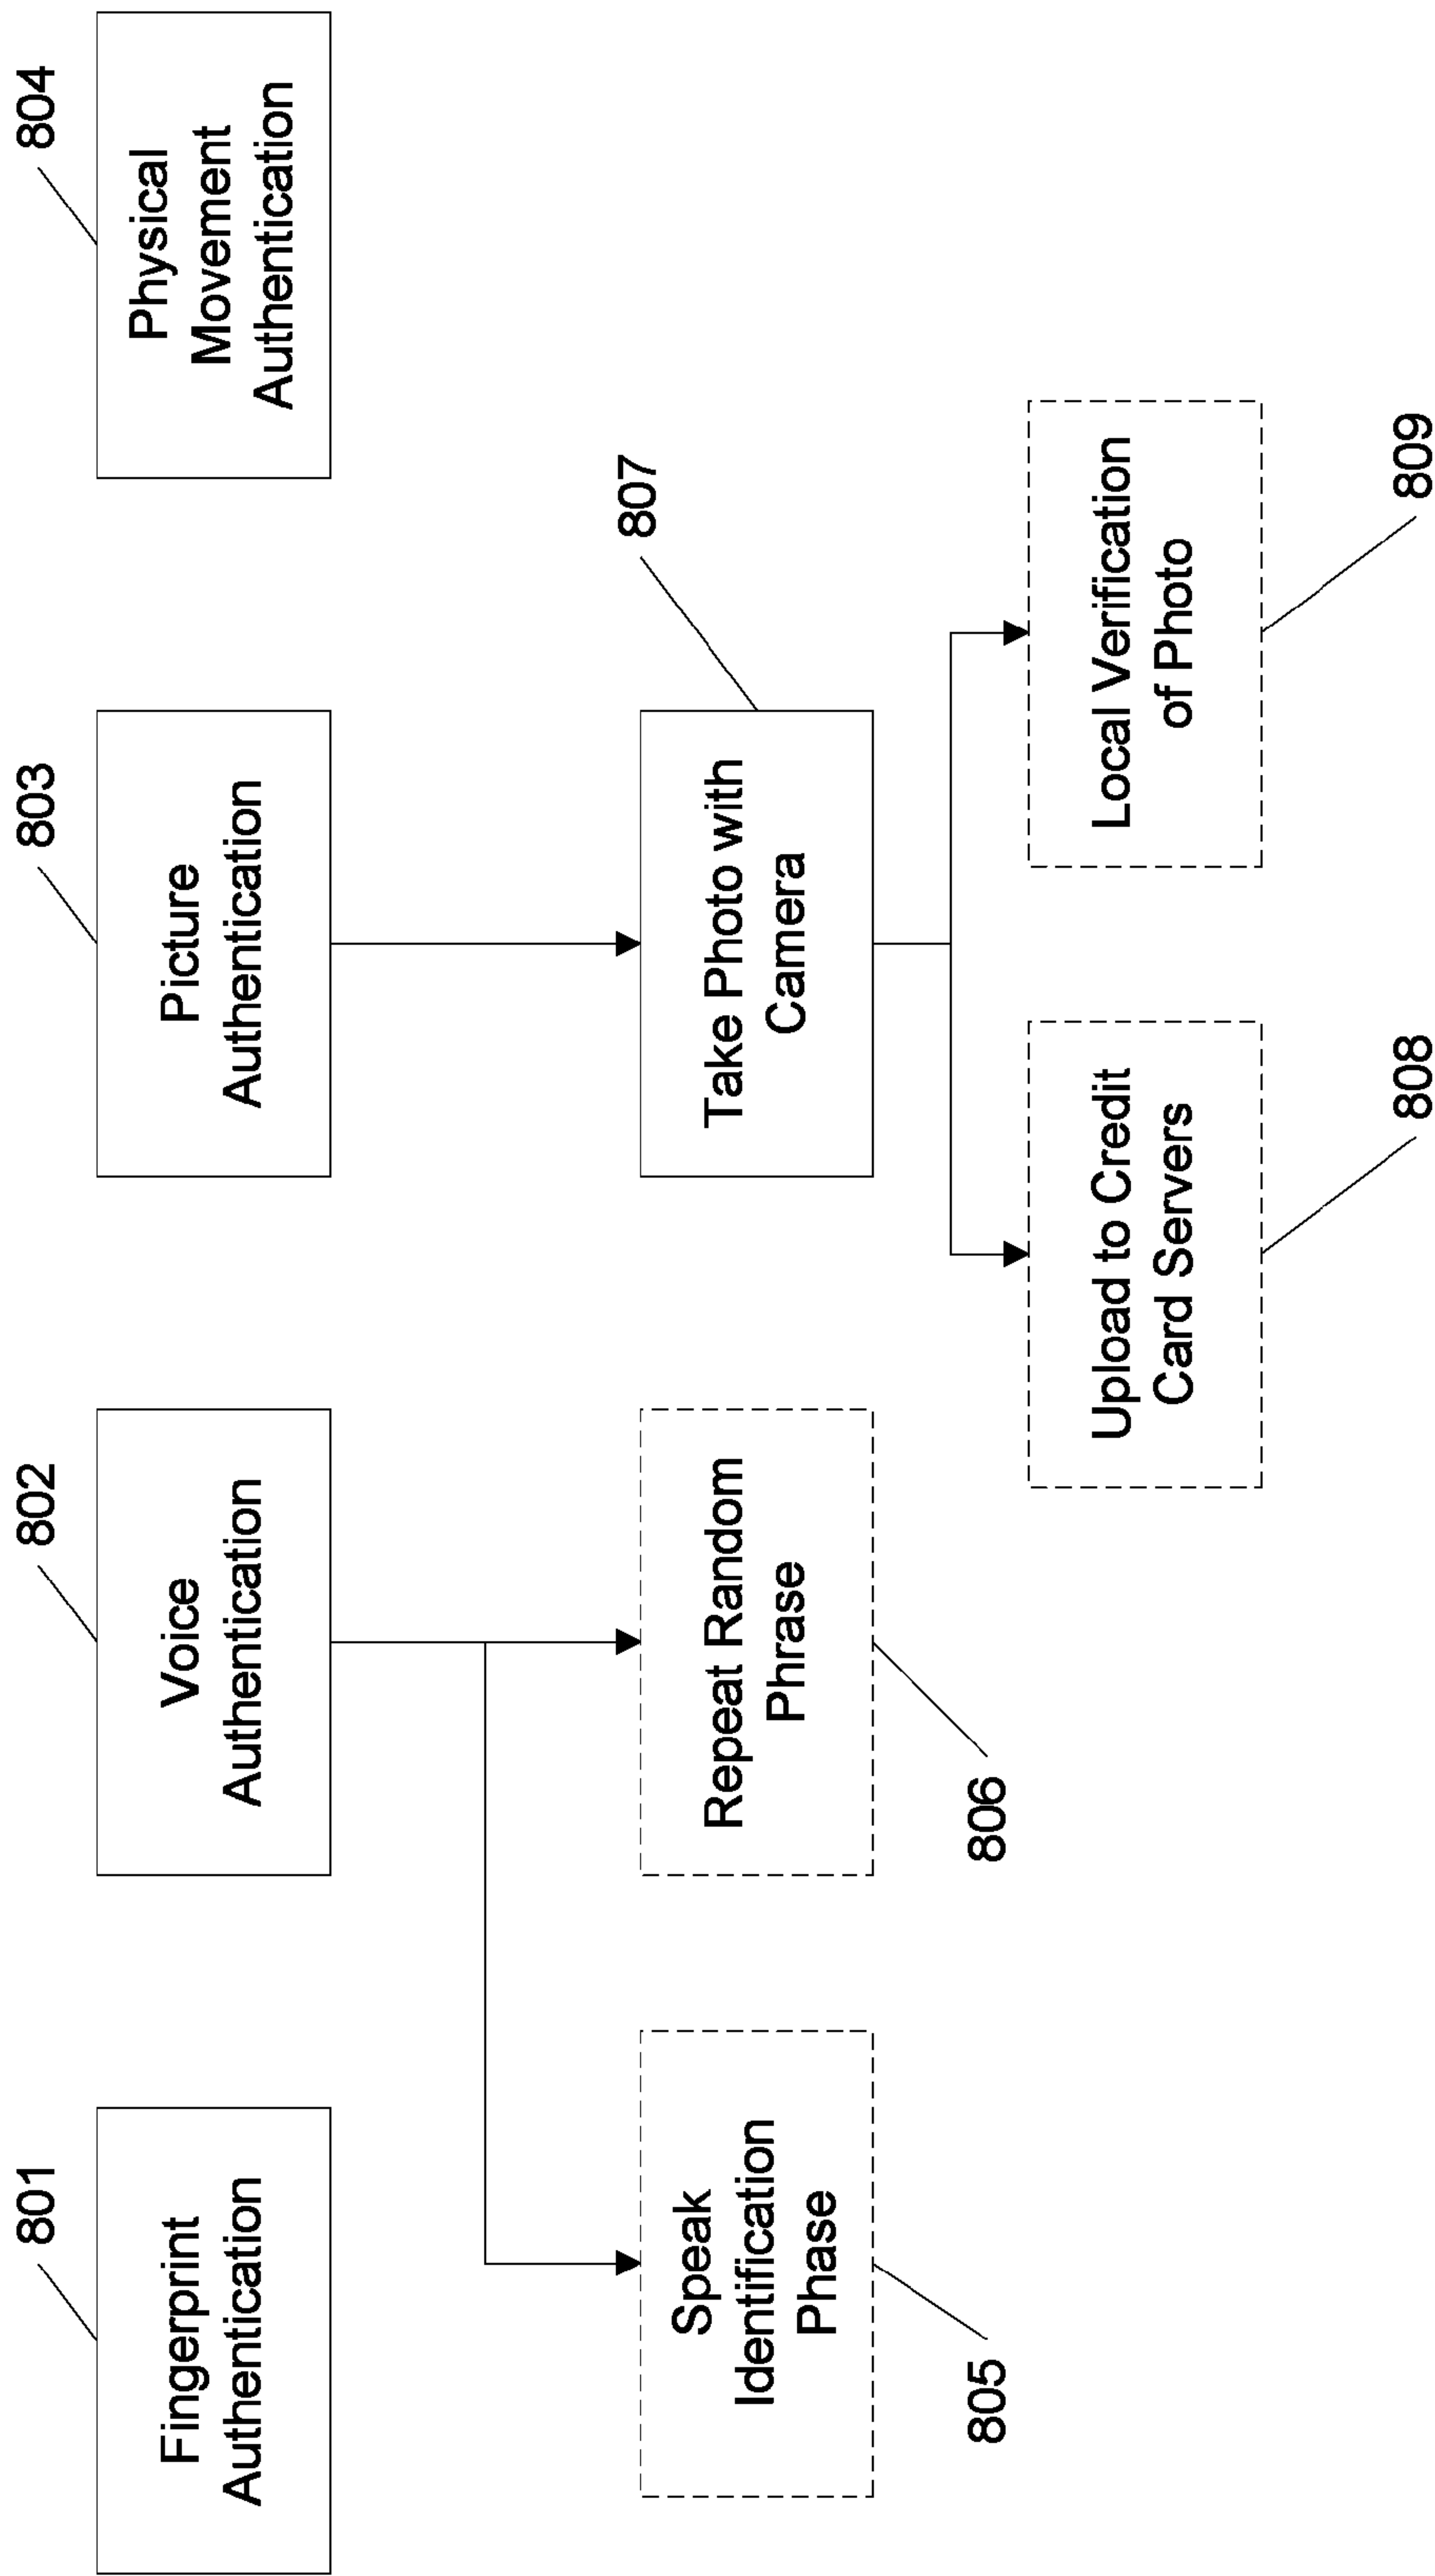 801
Fingerprint
Authentication
802
Voice
Authentication
803
Picture
Authentication
804
Physical
Movement
Authentication
Speak
Identification
Phase
805
Repeat Random
Phrase
806
807
Take Photo with
Camera
Upload to Credit
Card Servers
808
Local Verification
of Photo
809